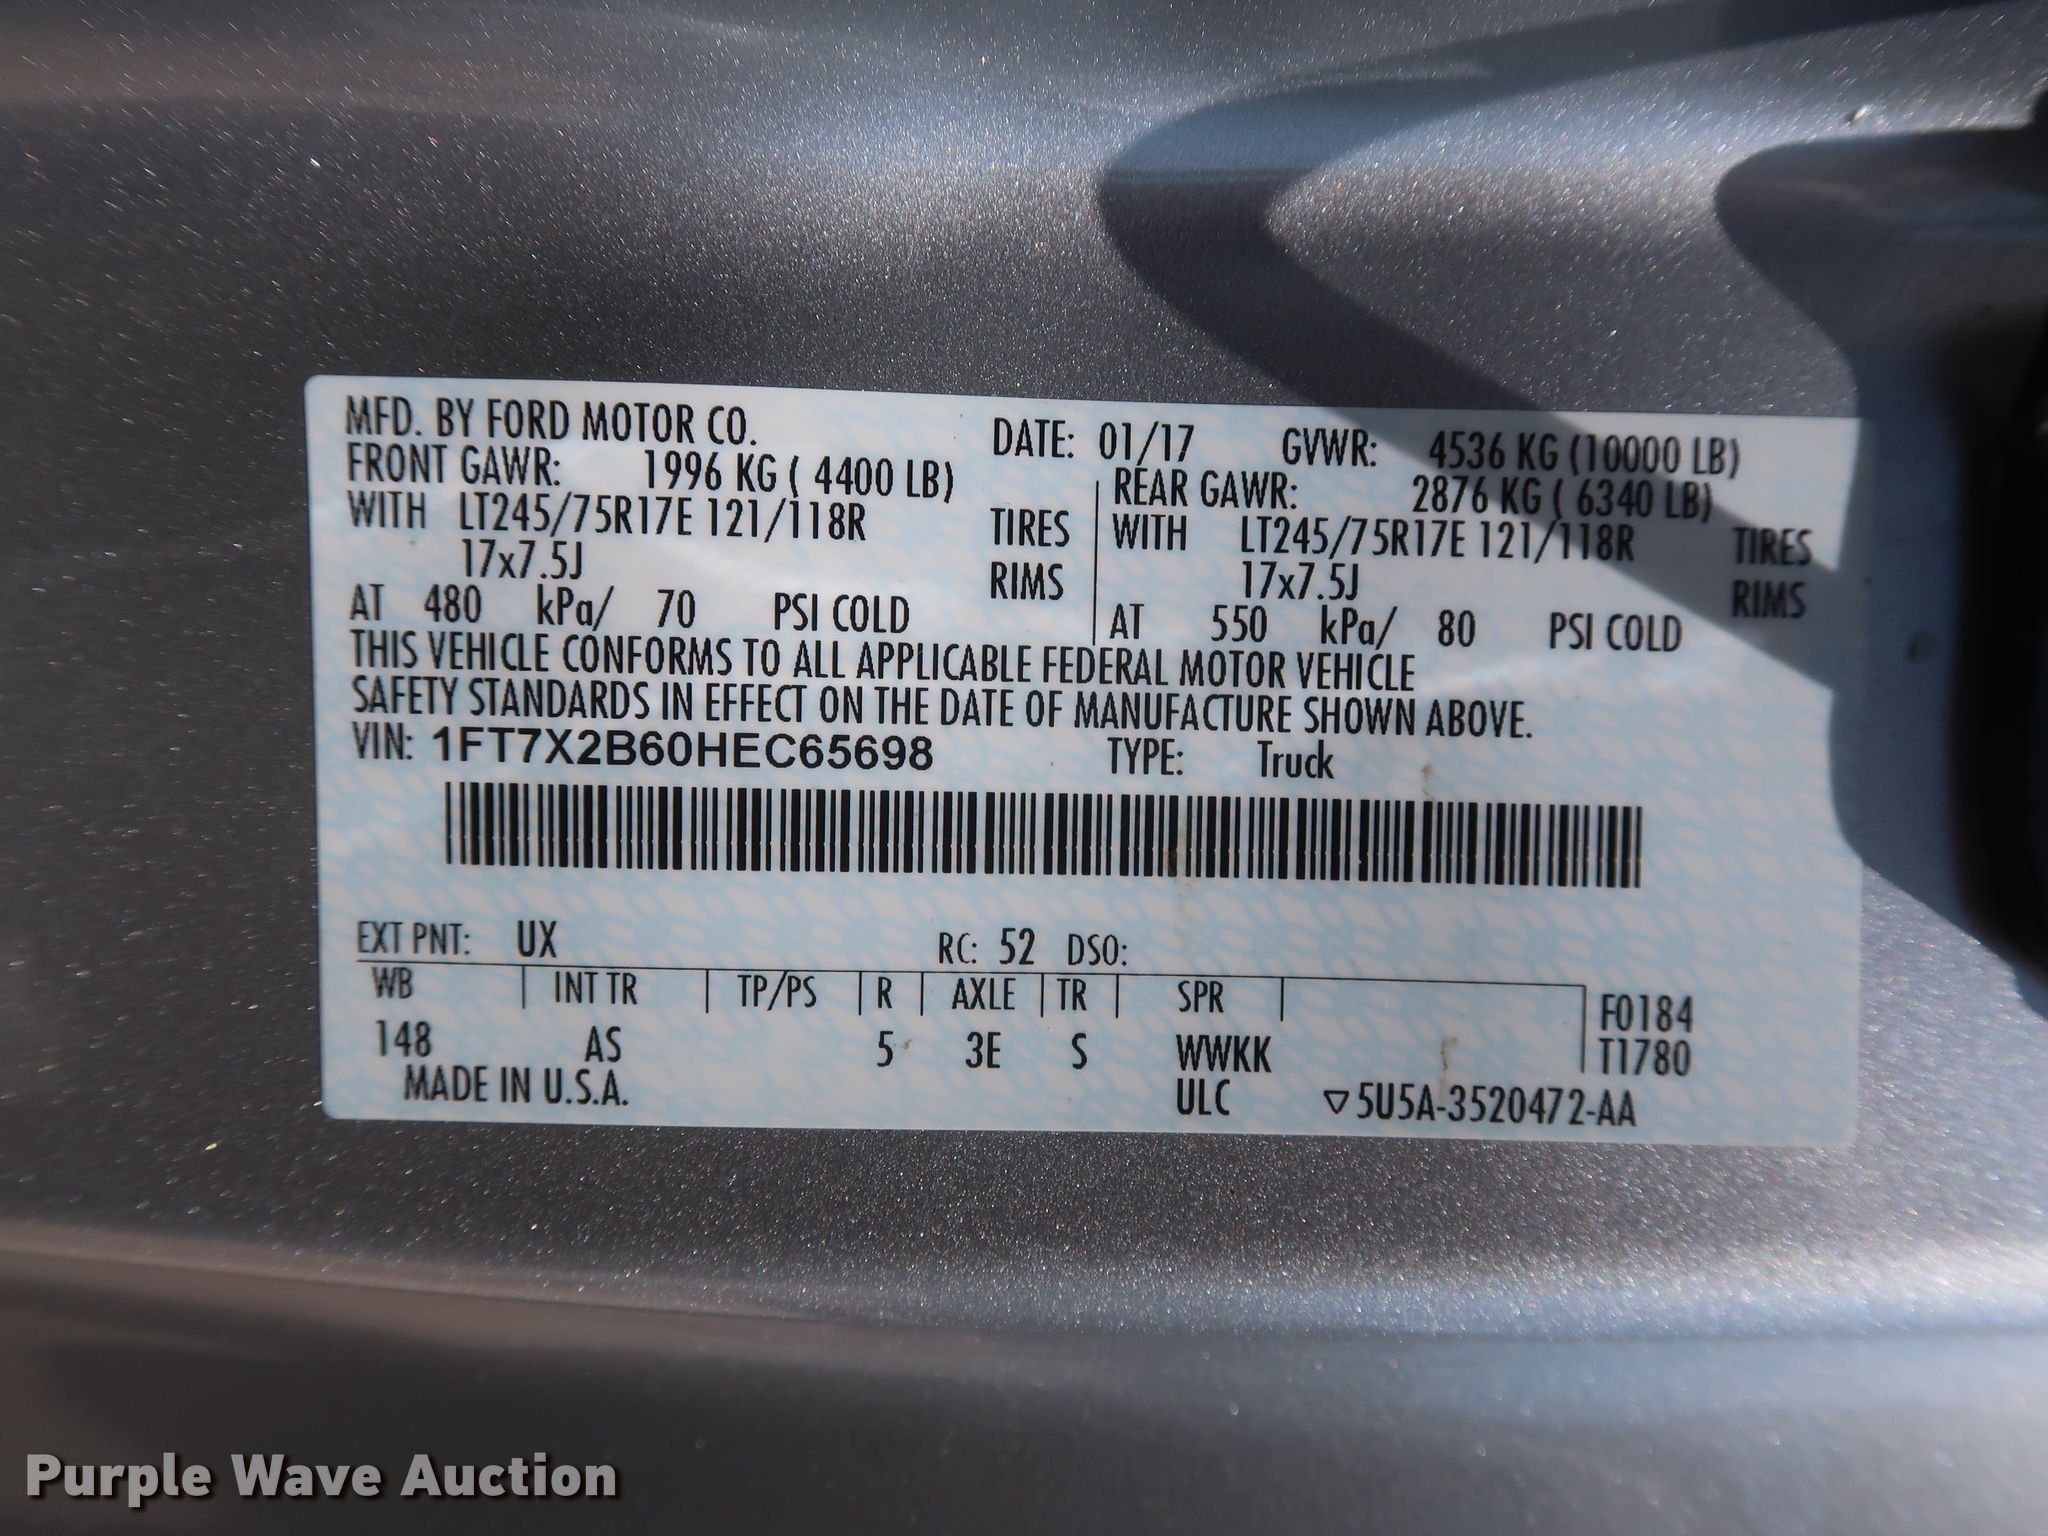 MFD. BY FORD MOTOR CO. DATE: 01/17 GVWR: 4536 KG (10000 LB)
FRONT GAWR: 1996 KG ( 4400 LB) REAR GAWR: 2876 KG ( 6340 LB)
WITH LT245/75R17E 121/118R TIRES WITH LT245/75R17E 121/118R TIRES
17x7.5J RIMS 17x7.5J RIMS
AT 480 kPa/ 70 PSI COLD AT 550 kPa/ 80 PSI COLD
THIS VEHICLE CONFORMS TO ALL APPLICABLE FEDERAL MOTOR VEHICLE
SAFETY STANDARDS IN EFFECT ON THE DATE OF MANUFACTURE SHOWN ABOVE.
VIN: 1FT7X2B60HEC65698 TYPE: Truck
EXT PNT: UX RC: 52 DSO:
WB INT TR TP/PS R AXLE TR SPR F0184
148 AS 5 3E S WWKK T1780
MADE IN U.S.A. ULC ▽5U5A-3520472-AA
Purple Wave Auction